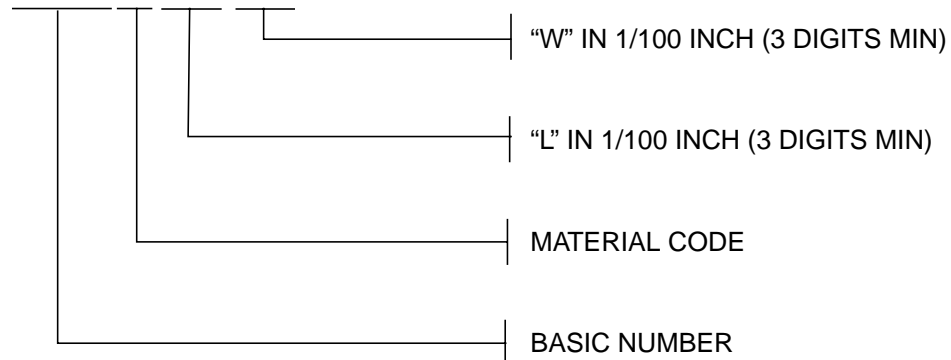 “W” IN 1/100 INCH (3 DIGITS MIN)
“L” IN 1/100 INCH (3 DIGITS MIN)
MATERIAL CODE
BASIC NUMBER